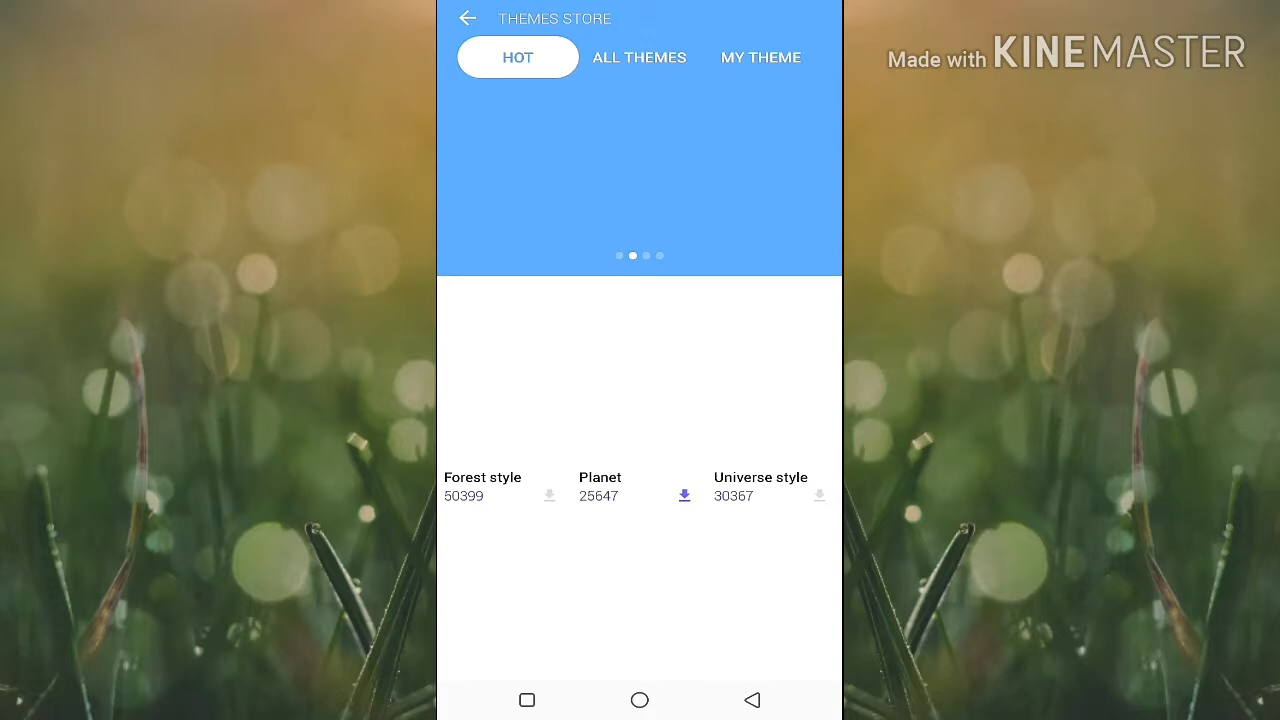 THEMES STORE
HOT
ALL THEMES
MY THEME
Made with KINEMASTER
Forest style
50399
Planet
25647
Universe style
30367